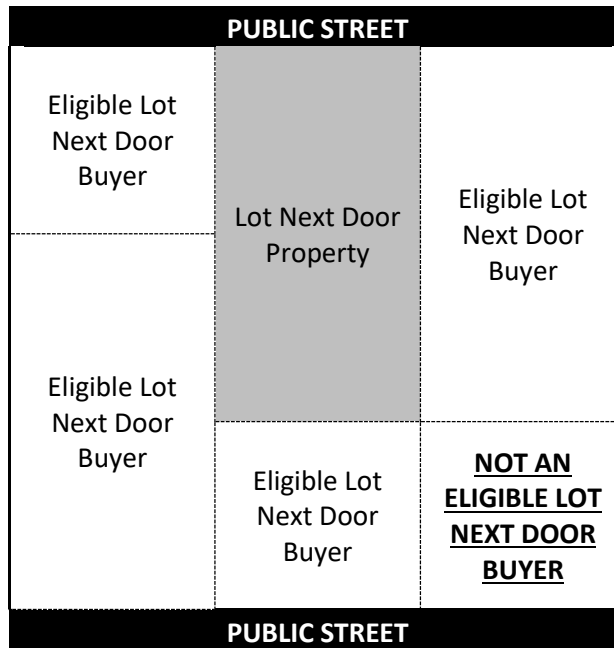 PUBLIC STREET
Eligible Lot
Next Door
Buyer
Lot Next Door
Property
Eligible Lot
Next Door
Buyer
Eligible Lot
Next Door
Buyer
Eligible Lot
Next Door
Buyer
NOT AN
ELIGIBLE LOT
NEXT DOOR
BUYER
PUBLIC STREET